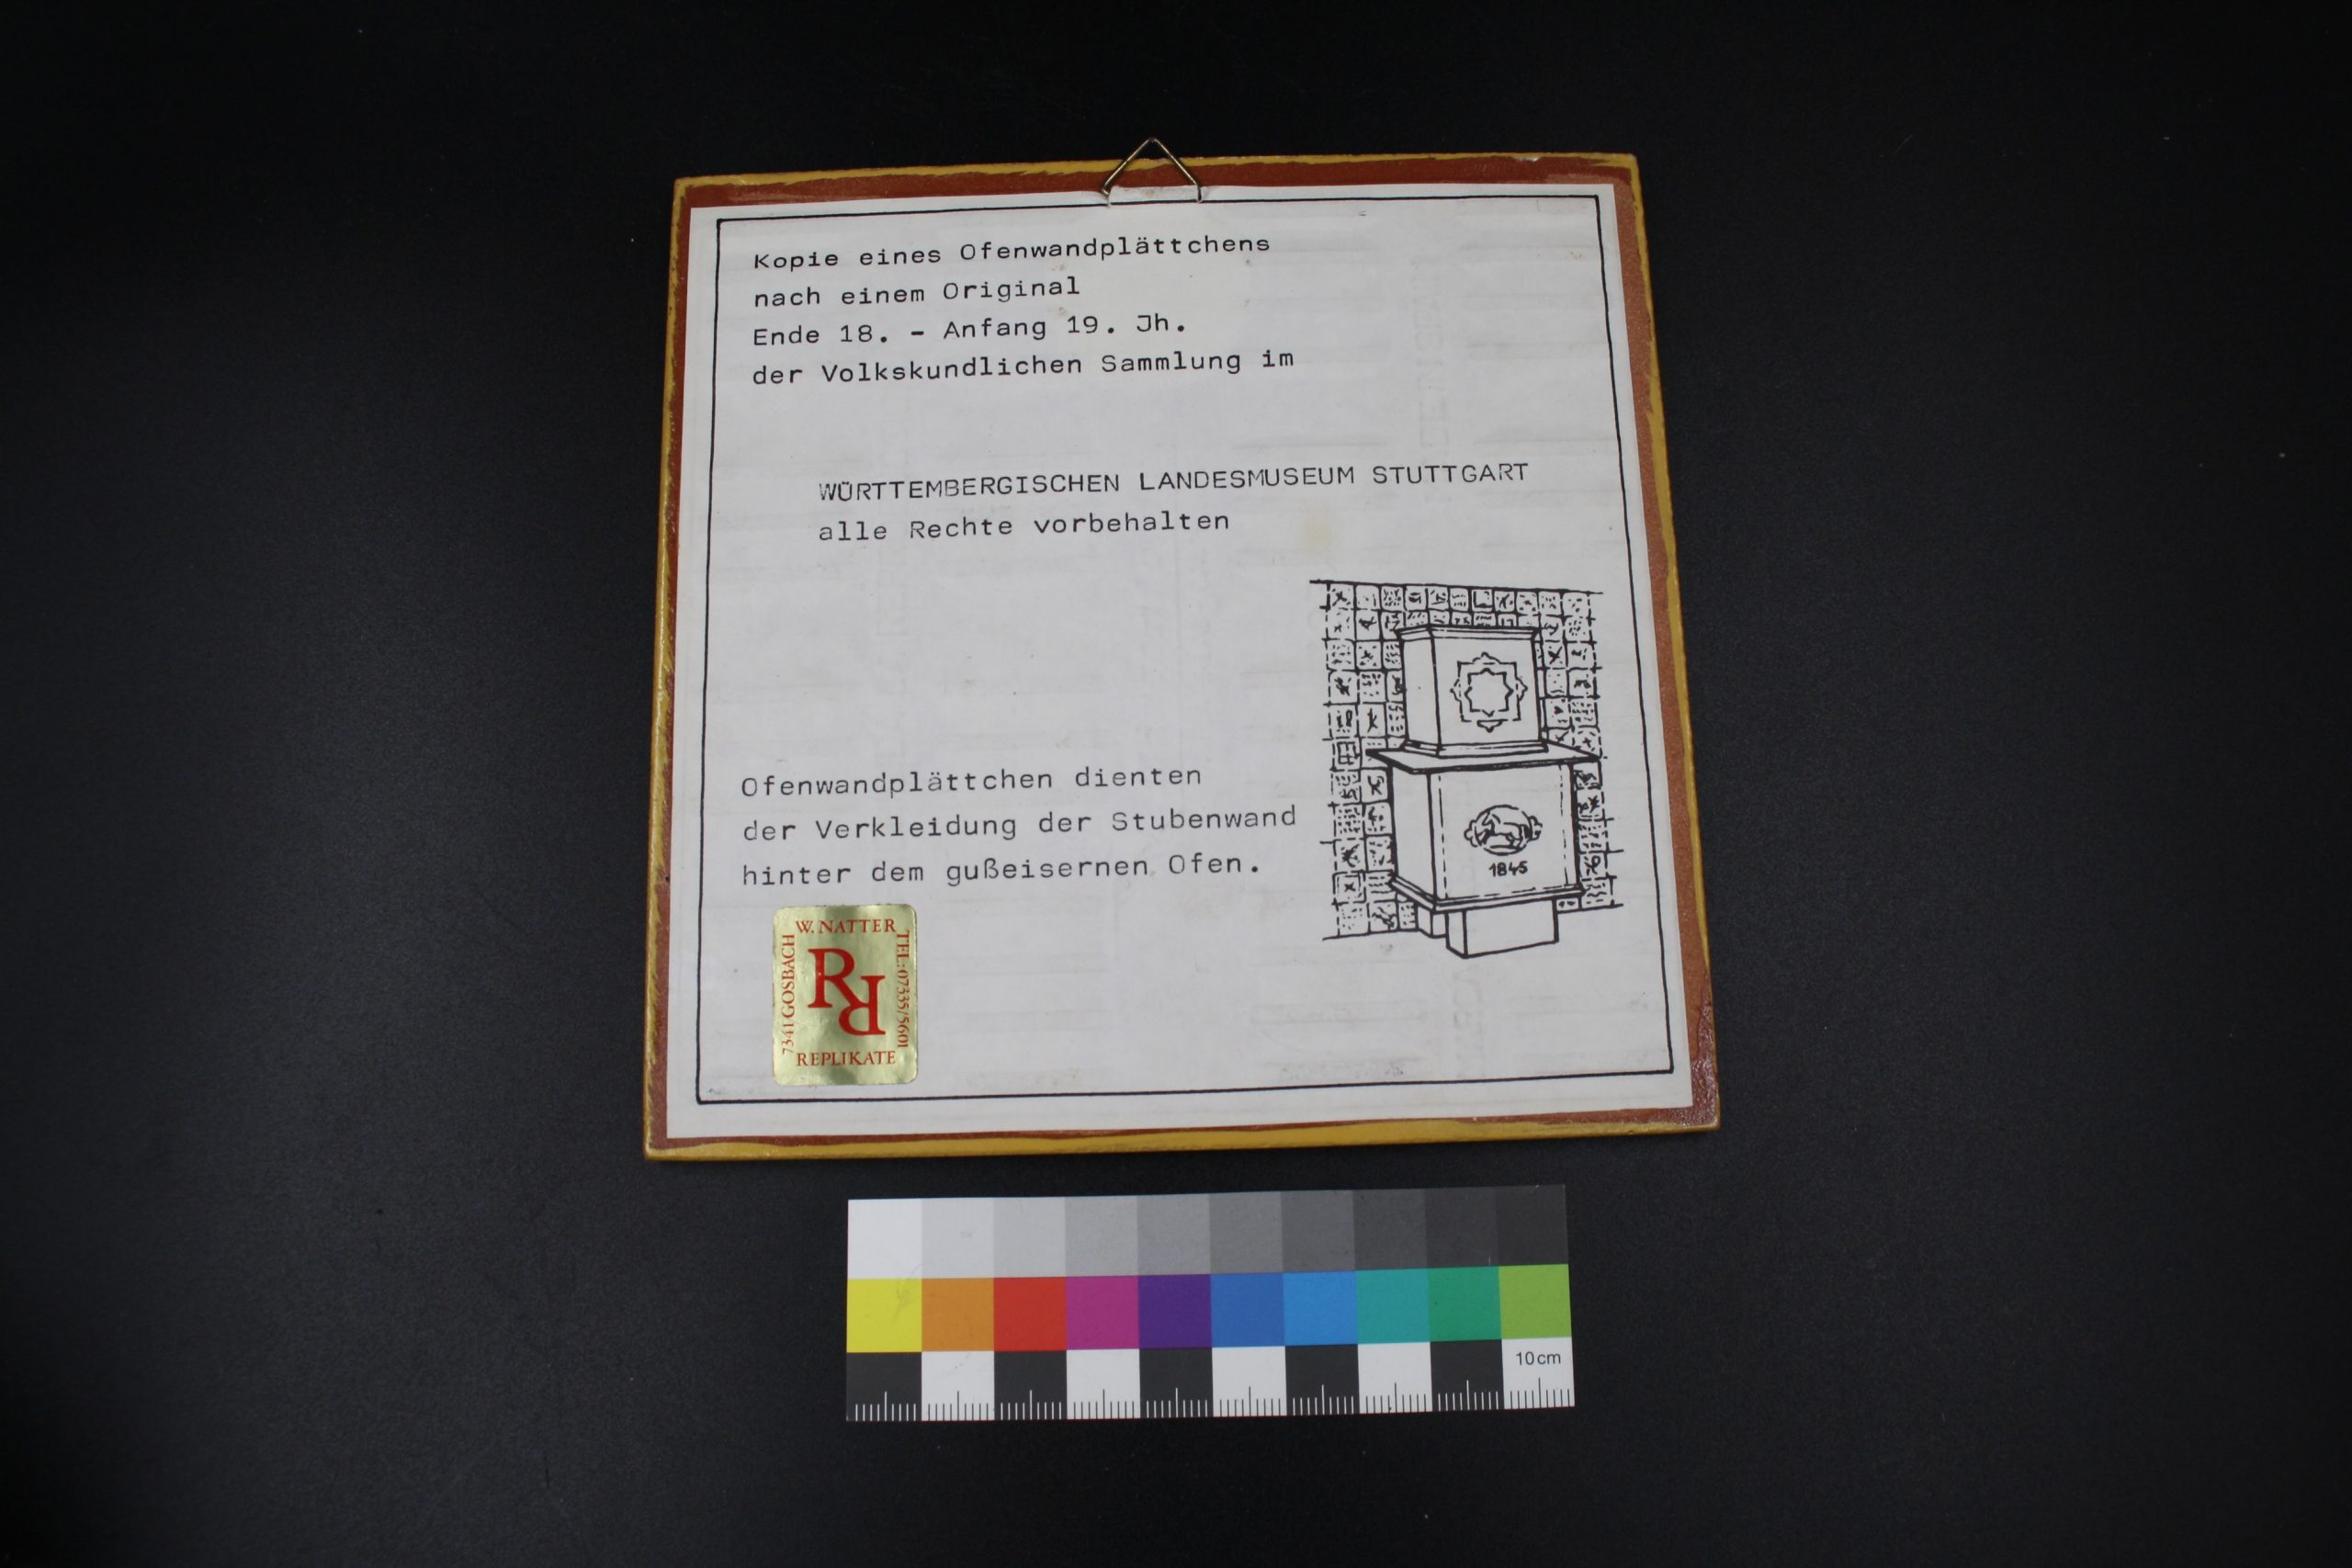 Kopie eines Ofenwandplättchens
nach einem Original
Ende 18. - Anfang 19. Jh.
der Volkskundlichen Sammlung im
WÜRTTEMBERGISCHEN LANDESMUSEUM STUTTGART
alle Rechte vorbehalten
1845
Ofenwandplättchen dienten
der Verkleidung der Stubenwand
hinter dem gußeisernen Ofen.
W. NATTER
7341 GOSBACH
RR
TEL: 07335/5601
REPLIKATE
10cm